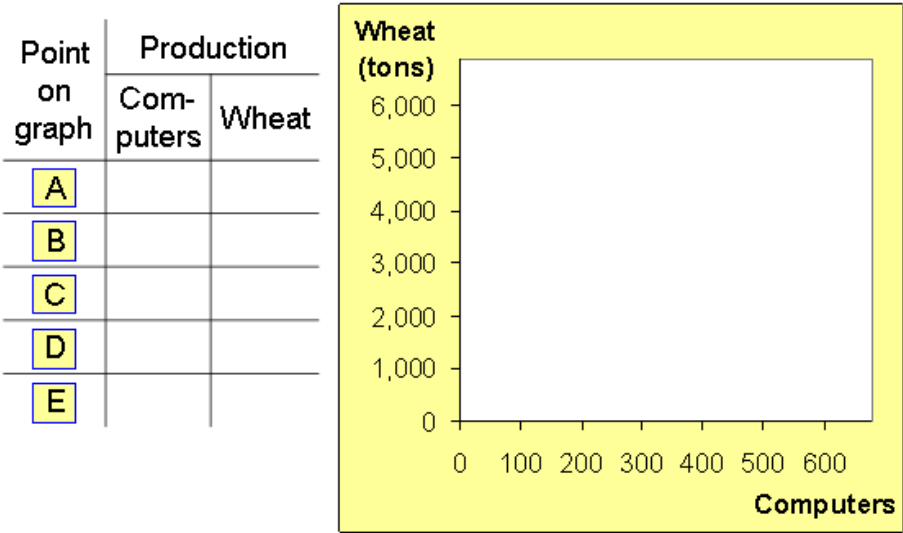 Point on graph
Production
Com-
puters
Wheat
A
B
C
D
E
Wheat
(tons)
6,000
5,000
4,000
3,000
2,000
1,000
0
0 100 200 300 400 500 600
Computers